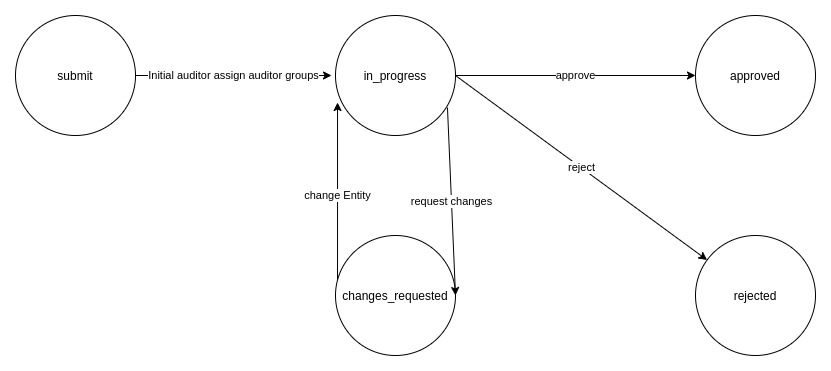 submit
Initial auditor assign auditor groups
in_progress
approve
approved
reject
change Entity
request changes
changes_requested
rejected